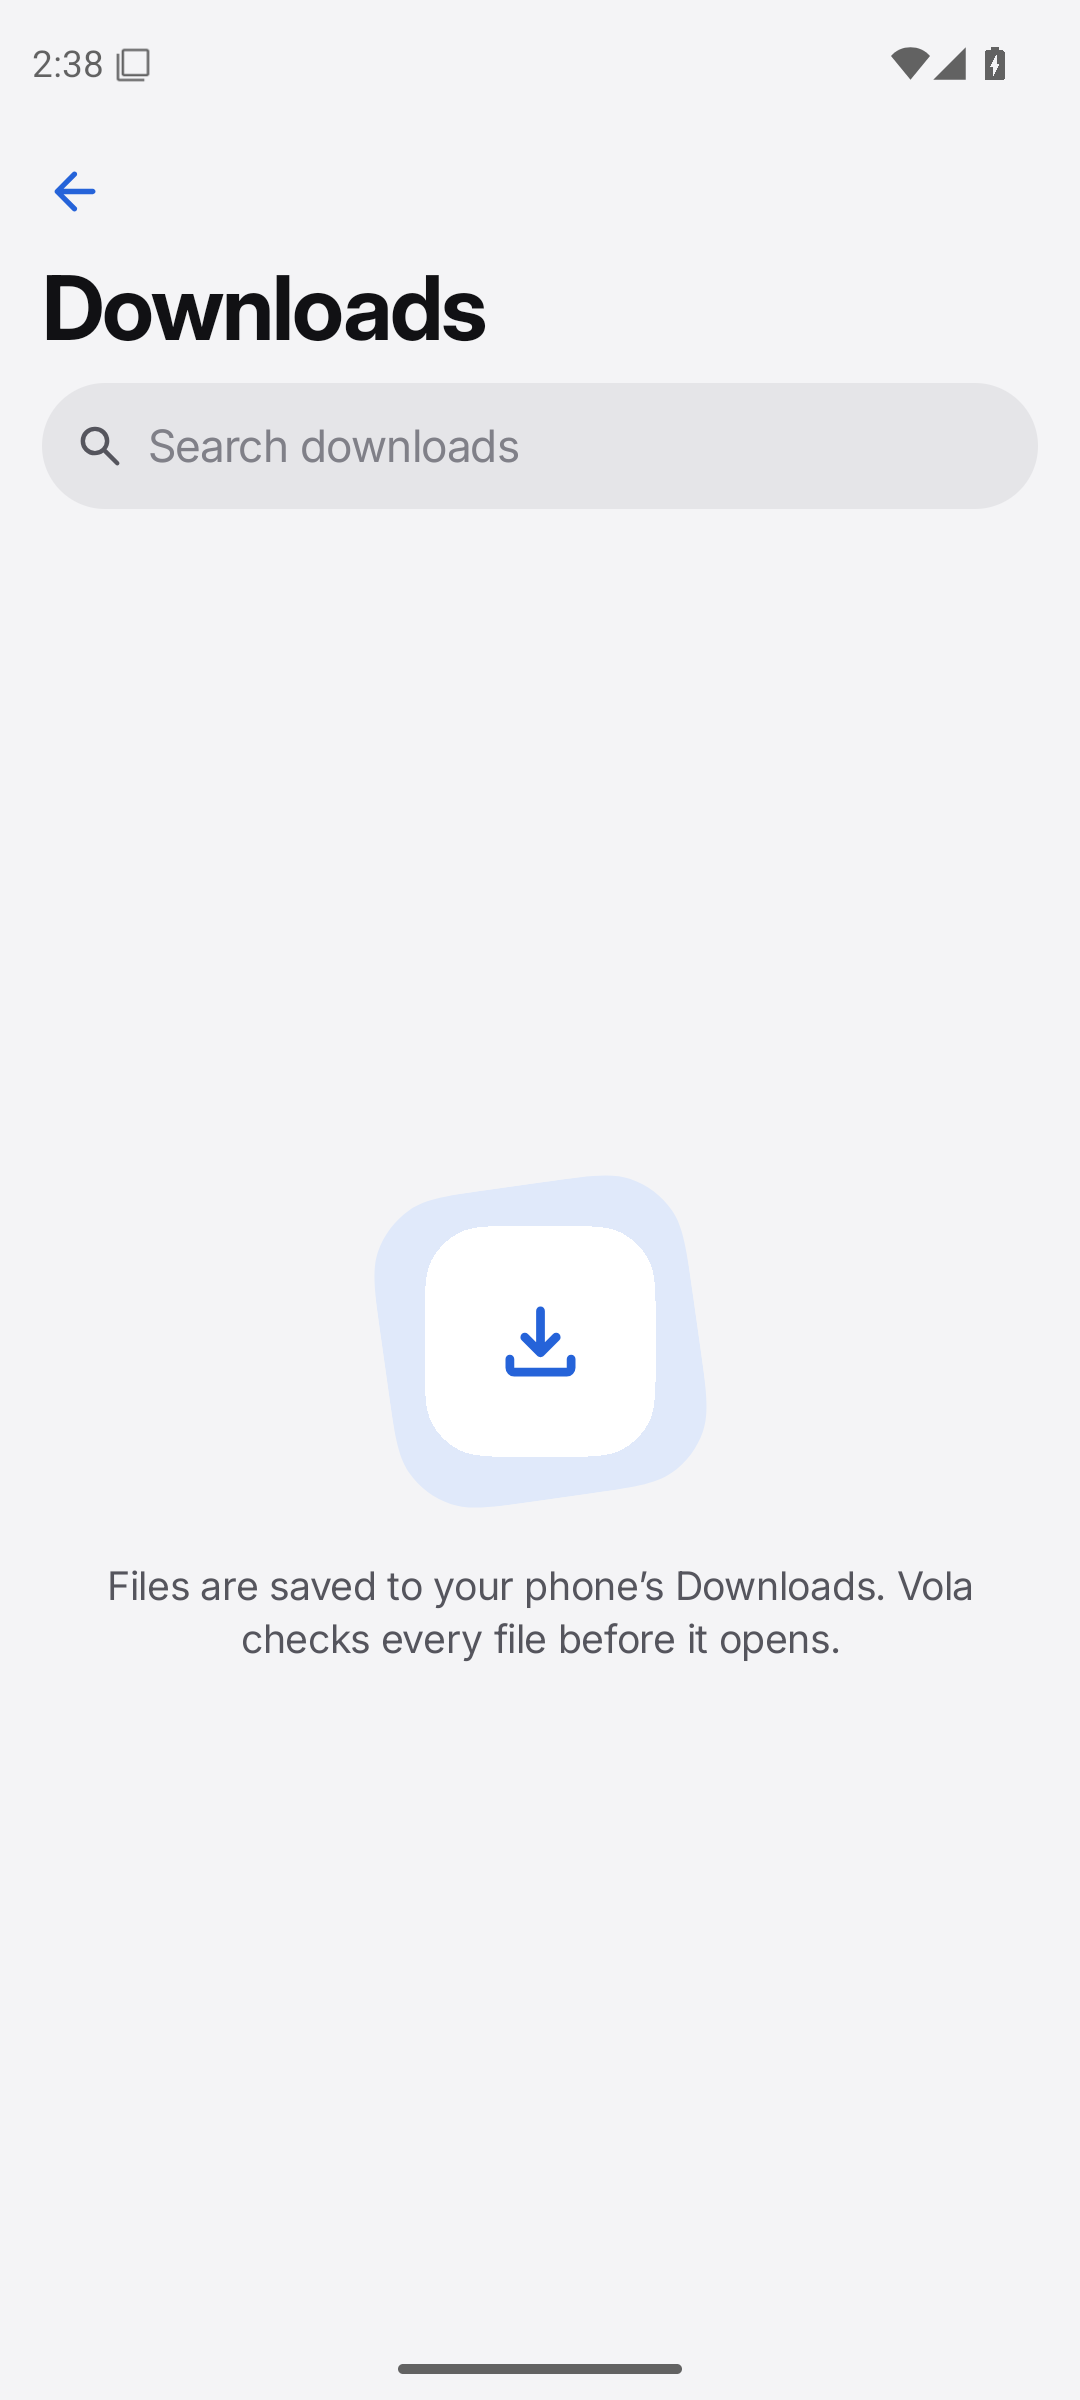 2:38
Downloads
Search downloads
Files are saved to your phone’s Downloads. Vola
checks every file before it opens.